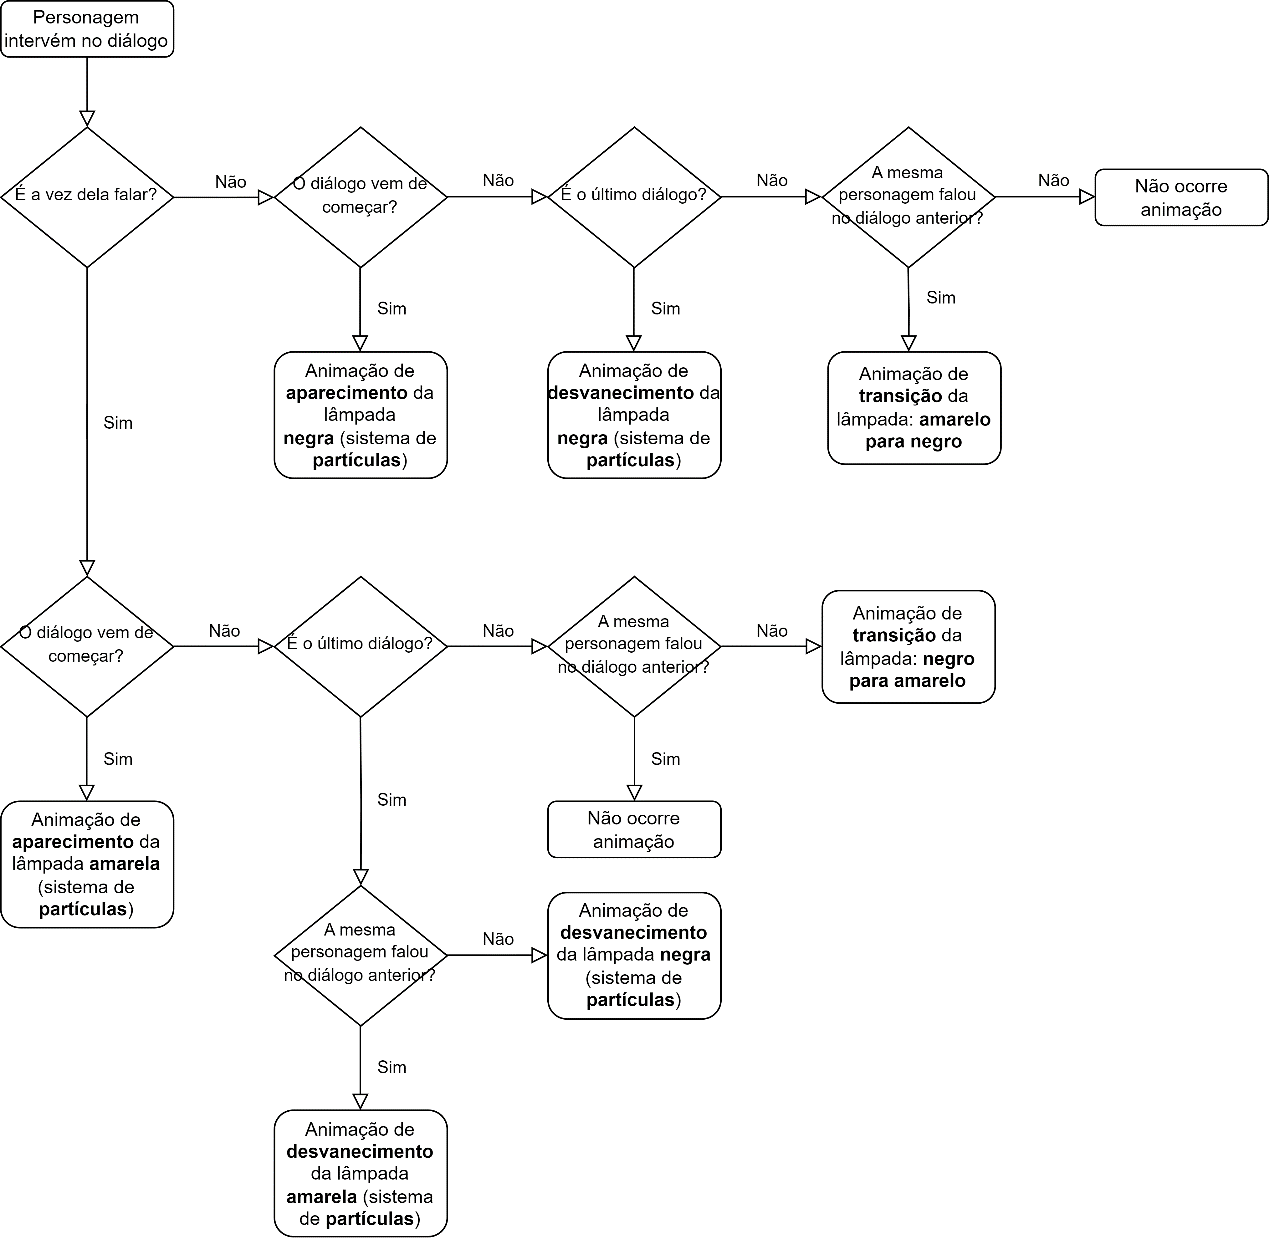 Personagem
intervém no diálogo
É a vez dela falar?
Não
O diálogo vem de
começar?
Não
É o último diálogo?
Não
A mesma
personagem falou
no diálogo anterior?
Não
Não ocorre
animação
Sim
Sim
Sim
Animação de
aparecimento da
lâmpada
negra (sistema de
partículas)
Animação de
desvanecimento da
lâmpada
negra (sistema de
partículas)
Animação de
transição da
lâmpada: amarelo
para negro
Sim
O diálogo vem de
começar?
Não
É o último diálogo?
Não
A mesma
personagem falou
no diálogo anterior?
Não
Animação de
transição da
lâmpada: negro
para amarelo
Sim
Sim
Sim
Animação de
aparecimento da
lâmpada amarela
(sistema de
partículas)
Não ocorre
animação
A mesma
personagem falou
no diálogo anterior?
Não
Animação de
desvanecimento
da lâmpada negra
(sistema de
partículas)
Sim
Animação de
desvanecimento
da lâmpada
amarela (sistema
de partículas)